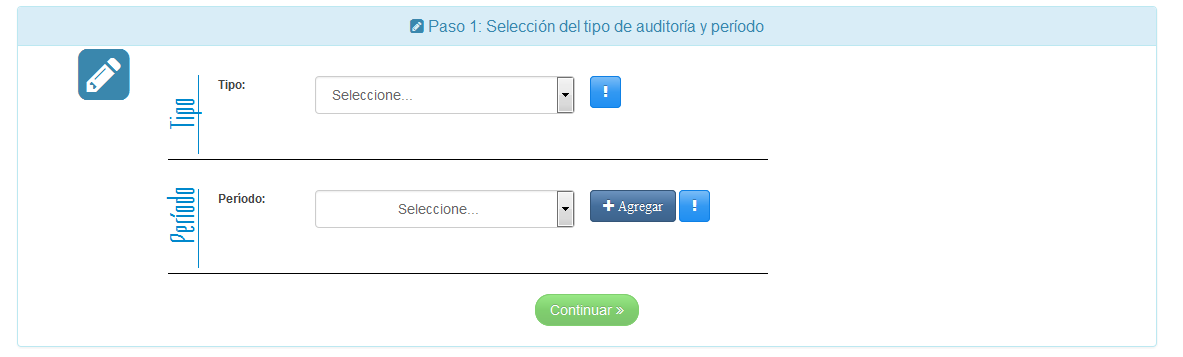 Paso 1: Selección del tipo de auditoría y período
Tipo
Tipo:
Seleccione...
!
Período
Período:
Seleccione...
+ Agregar
!
Continuar »